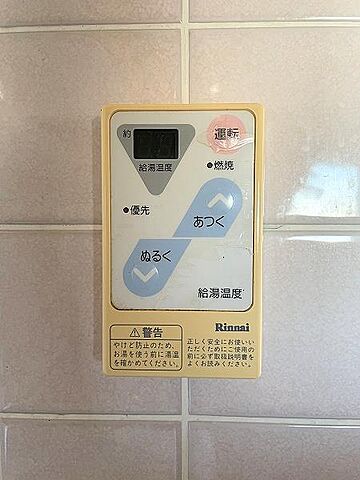 約
運転
給湯温度
燃焼
優先
あつく
ぬるく
給湯温度
Rinnai
警告
やけど防止のため、
お湯を使う前に湯温
を確かめてください。
正しく安全にお使いい
ただくためにご使用の
前に必ず取扱説明書を
よくお読みください。